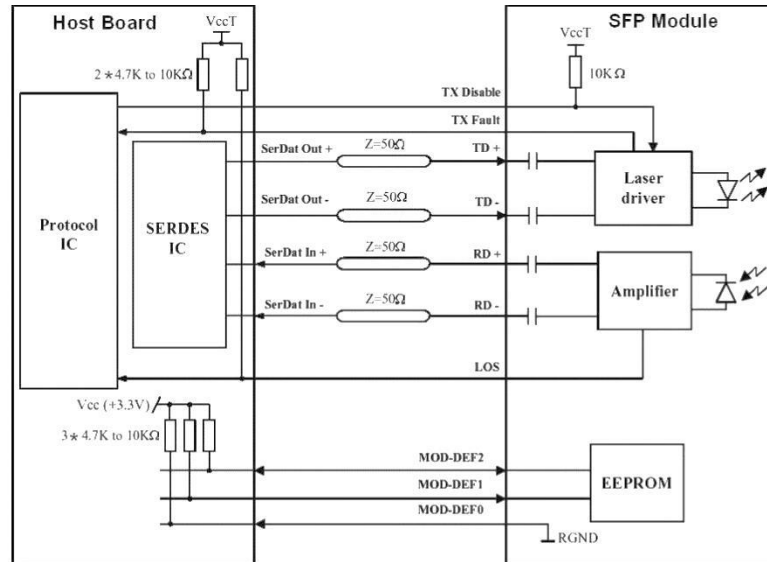 Host Board
SFP Module
VccT
VccT
2*4.7K to 10KΩ
10KΩ
TX Disable
TX Fault
SerDat Out +
Z=50Ω
TD +
SerDat Out -
Z=50Ω
TD -
Laser
driver
Protocol
IC
SERDES
IC
SerDat In +
Z=50Ω
RD +
SerDat In -
Z=50Ω
RD -
Amplifier
LOS
Vcc (+3.3V)
3*4.7K to 10KΩ
MOD-DEF2
MOD-DEF1
MOD-DEF0
EEPROM
RGND